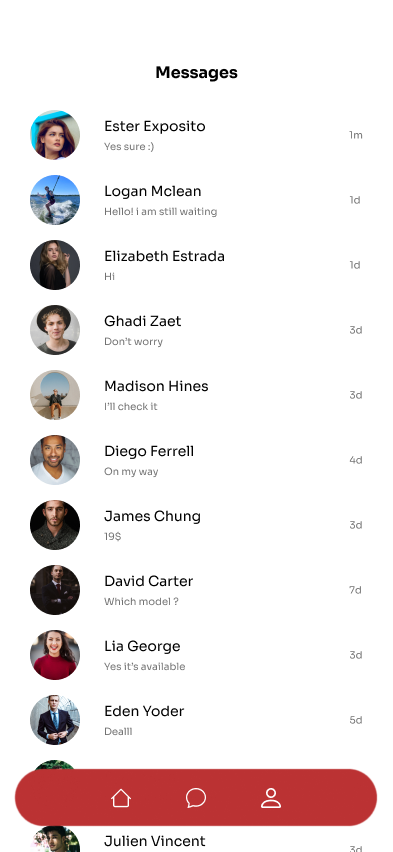 Messages
Ester Exposito
Yes sure :)
1m
Logan Mclean
Hello! i am still waiting
1d
Elizabeth Estrada
Hi
1d
Ghadi Zaet
Don't worry
3d
Madison Hines
I'll check it
3d
Diego Ferrell
On my way
4d
James Chung
19$
3d
David Carter
Which model ?
7d
Lia George
Yes it's available
3d
Eden Yoder
Dealll
5d
Julien Vincent
3d